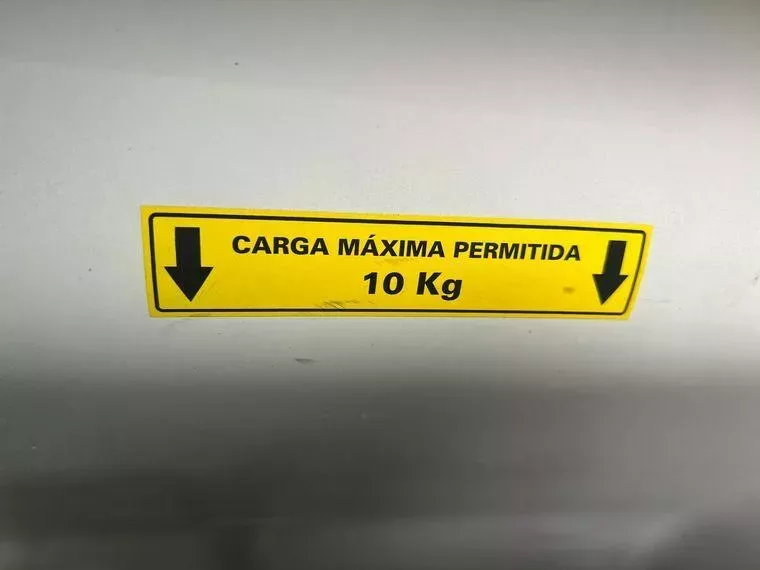 CARGA MÁXIMA PERMITIDA
10 Kg